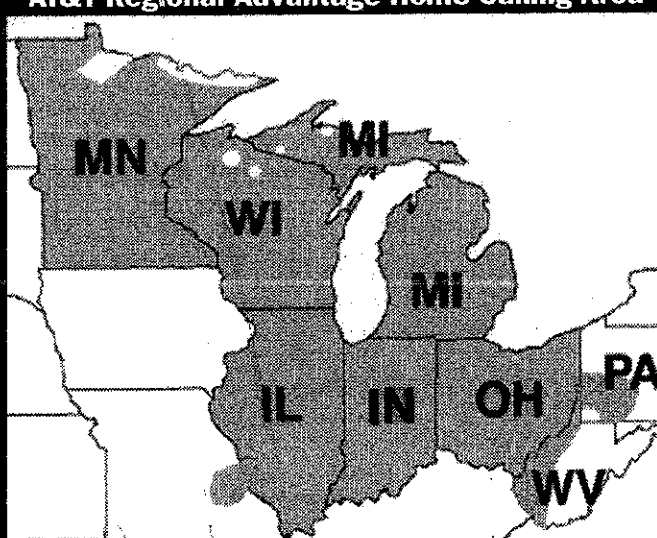 AT&T Regional Advantage Home Calling Area
MN
MI
WI
MI
IL
IN
OH
PA
WV